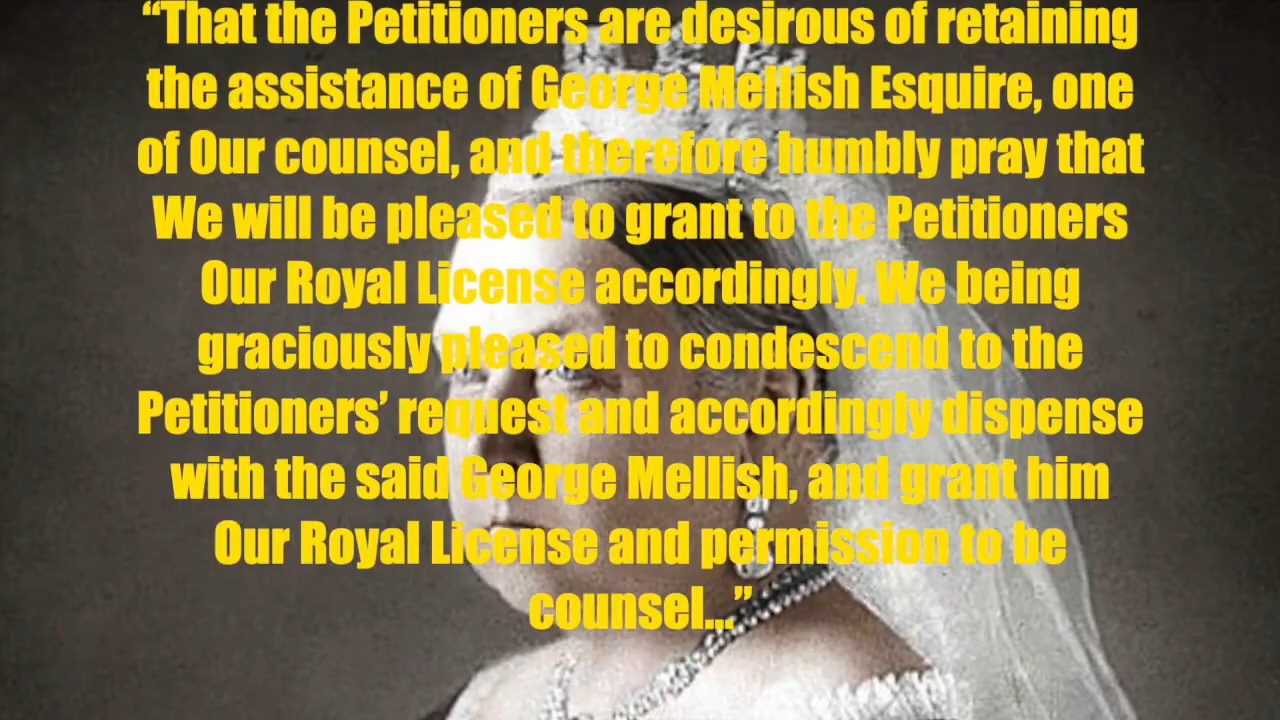 “That the Petitioners are desirous of retaining
the assistance of George Mellish Esquire, one
of Our counsel, and therefore humbly pray that
We will be pleased to grant to the Petitioners
Our Royal License accordingly. We being
graciously pleased to condescend to the
Petitioners’ request and accordingly dispense
with the said George Mellish, and grant him
Our Royal License and permission to be
counsel...”